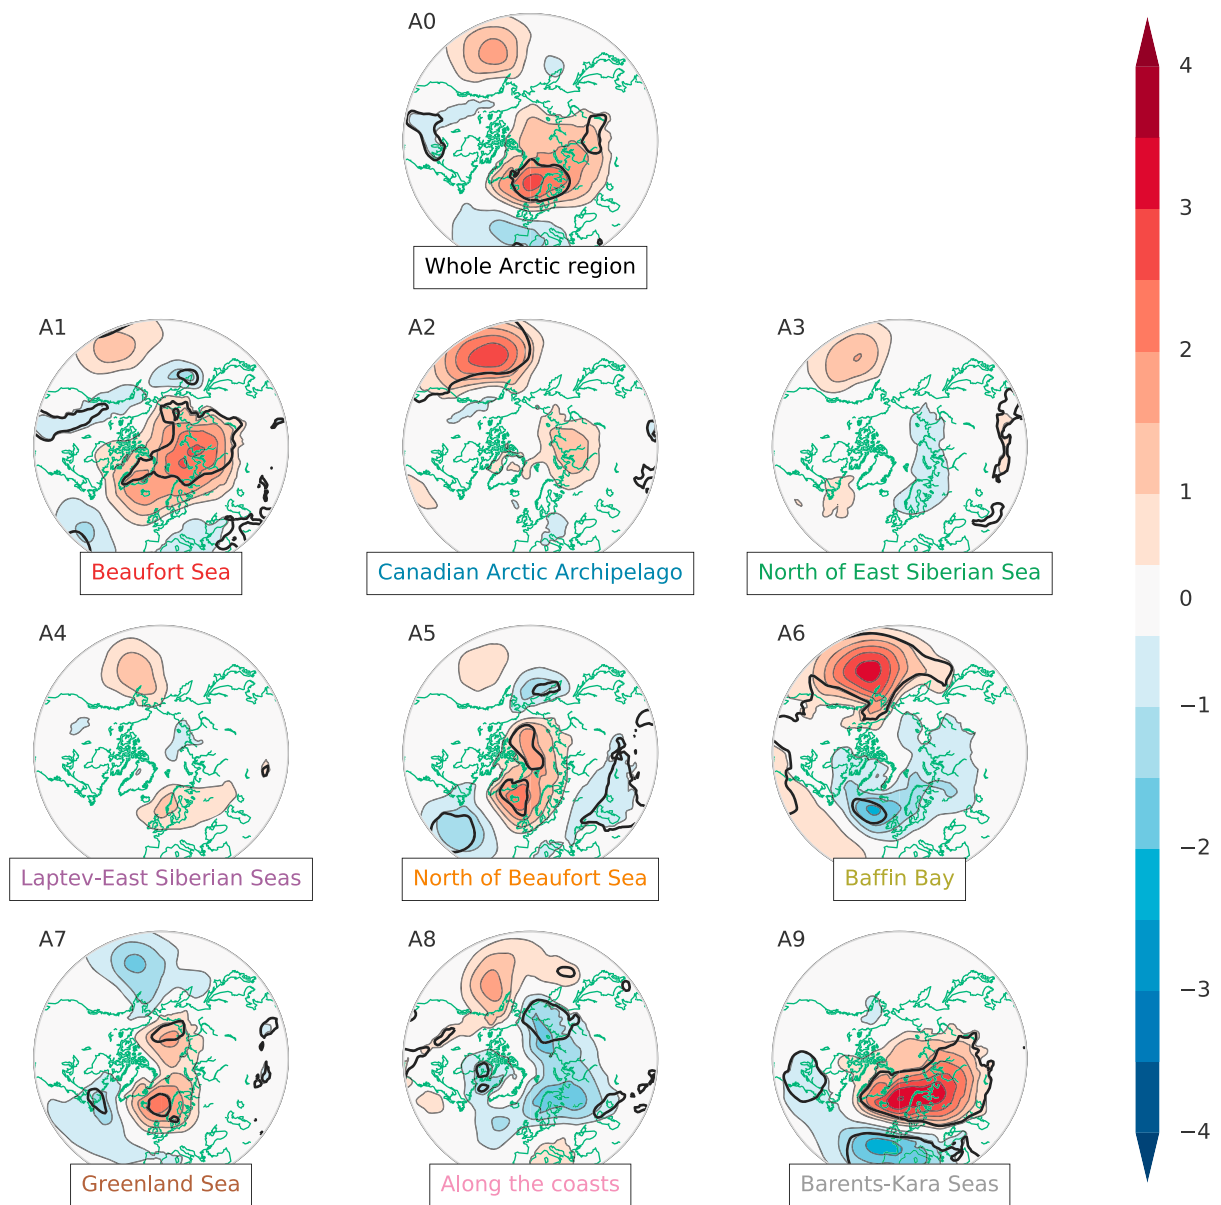 A0
Whole Arctic region
A1
A2
A3
Beaufort Sea
Canadian Arctic Archipelago
North of East Siberian Sea
A4
A5
A6
Laptev-East Siberian Seas
North of Beaufort Sea
Baffin Bay
A7
A8
A9
Greenland Sea
Along the coasts
Barents-Kara Seas
4
3
2
1
0
−1
−2
−3
−4